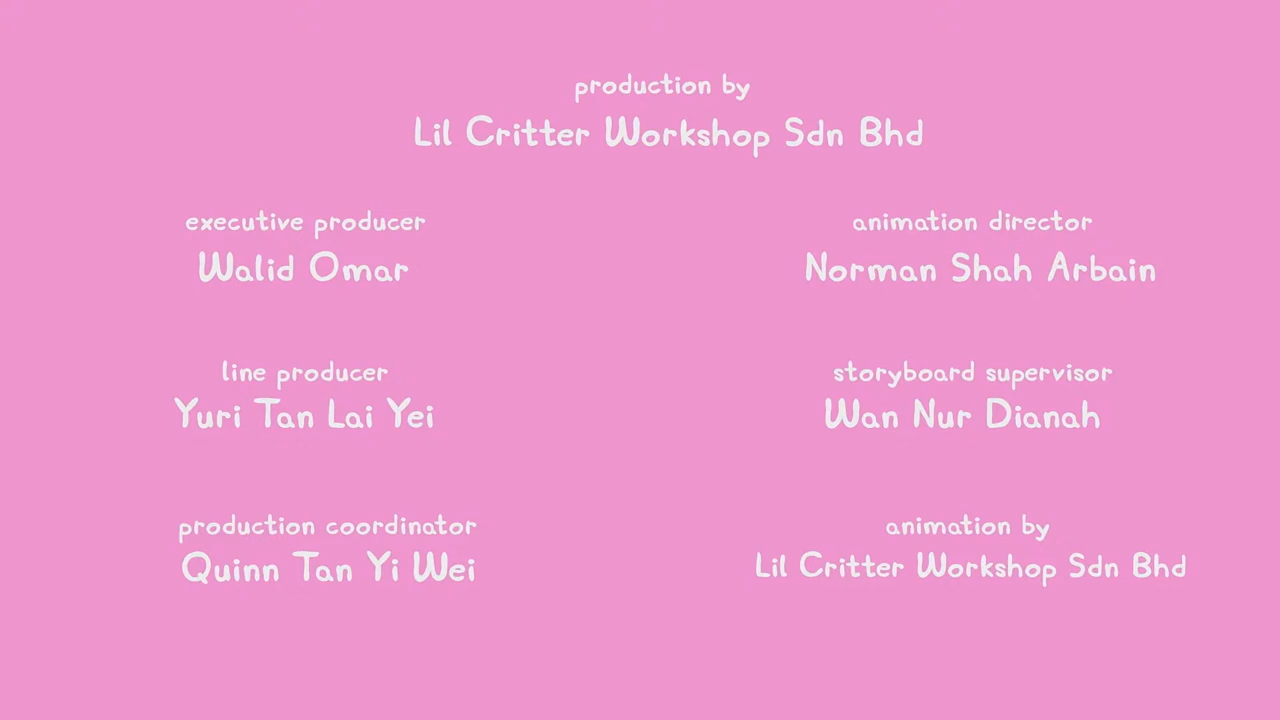 production by
Lil Critter Workshop Sdn Bhd
executive producer
Walid Omar
animation director
Norman Shah Arbain
line producer
Yuri Tan Lai Yei
storyboard supervisor
Wan Nur Dianah
production coordinator
Quinn Tan Yi Wei
animation by
Lil Critter Workshop Sdn Bhd